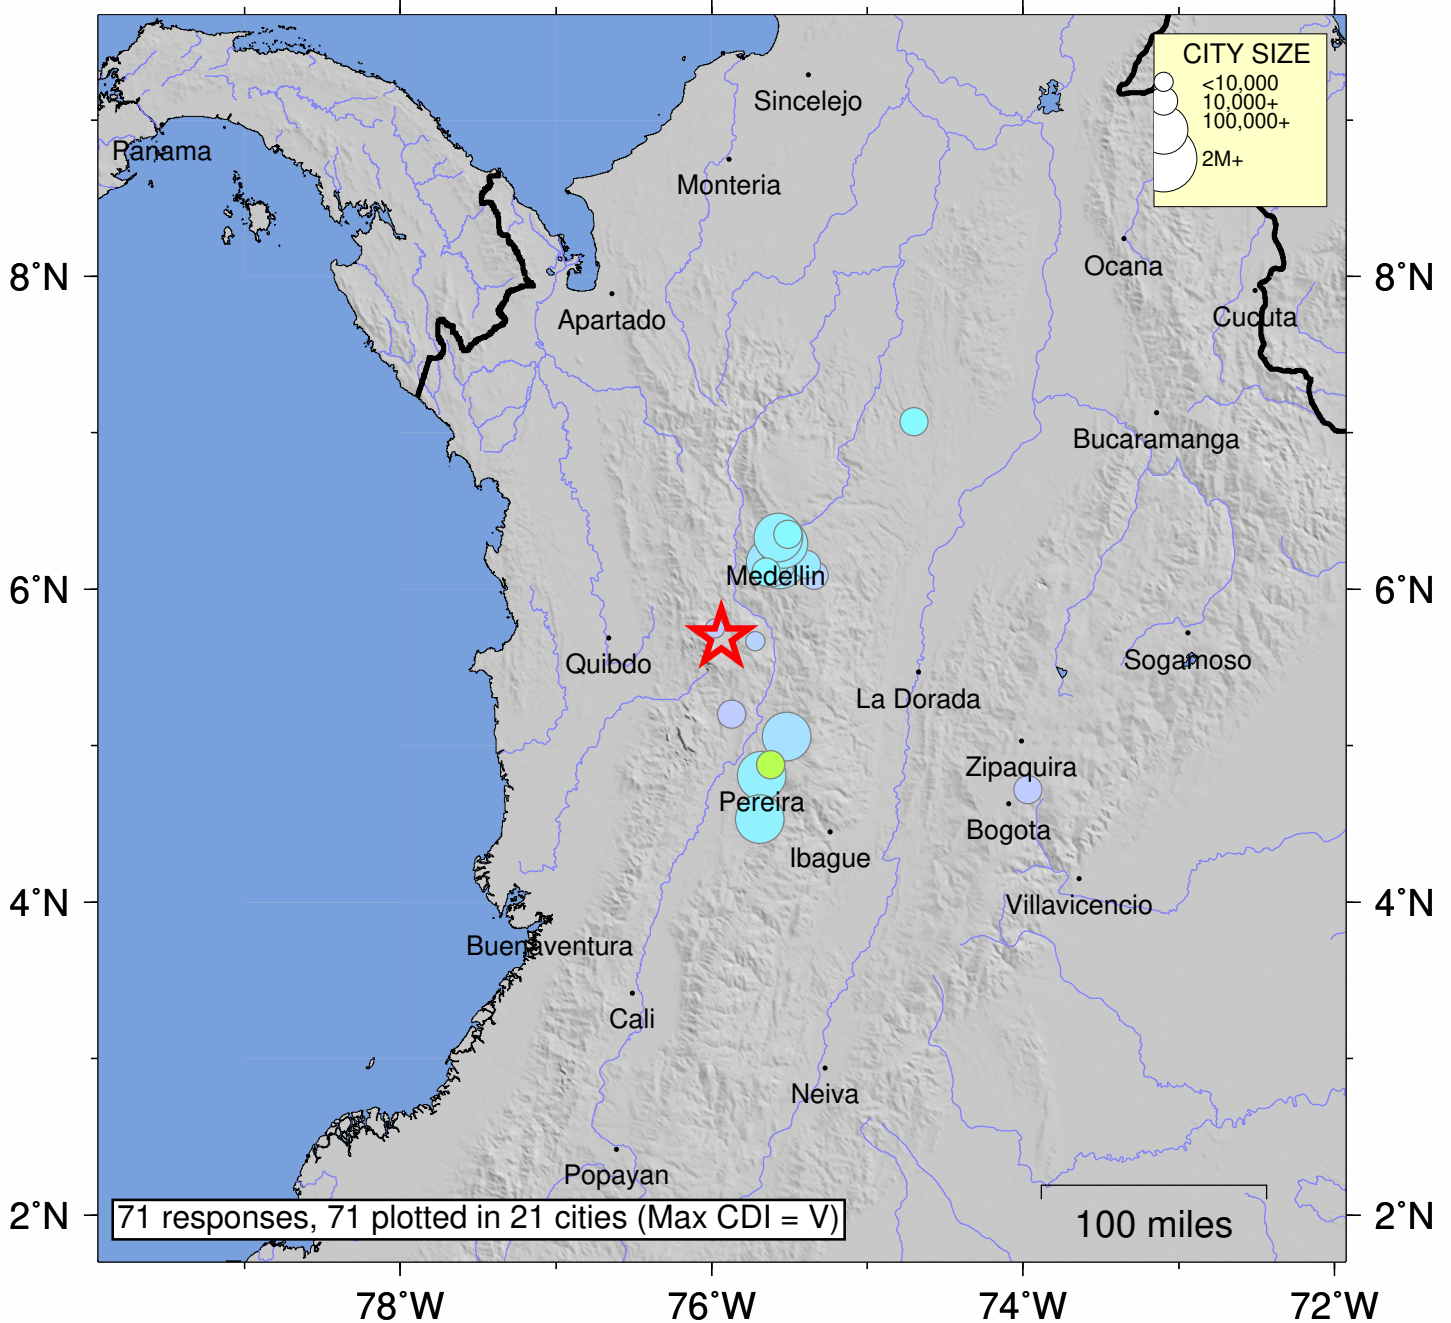 CITY SIZE
<10,000
10,000+
100,000+
2M+
Sincelejo
Panama
Monteria
Ocana
8°N
8°N
Apartado
Cucuta
Bucaramanga
Medellin
6°N
6°N
Quibdo
Sogamoso
La Dorada
Zipaquira
Pereira
Bogota
Ibague
4°N
4°N
Villavicencio
Buenaventura
Cali
Neiva
Popayan
2°N
71 responses, 71 plotted in 21 cities (Max CDI = V)
100 miles
2°N
78°W
76°W
74°W
72°W